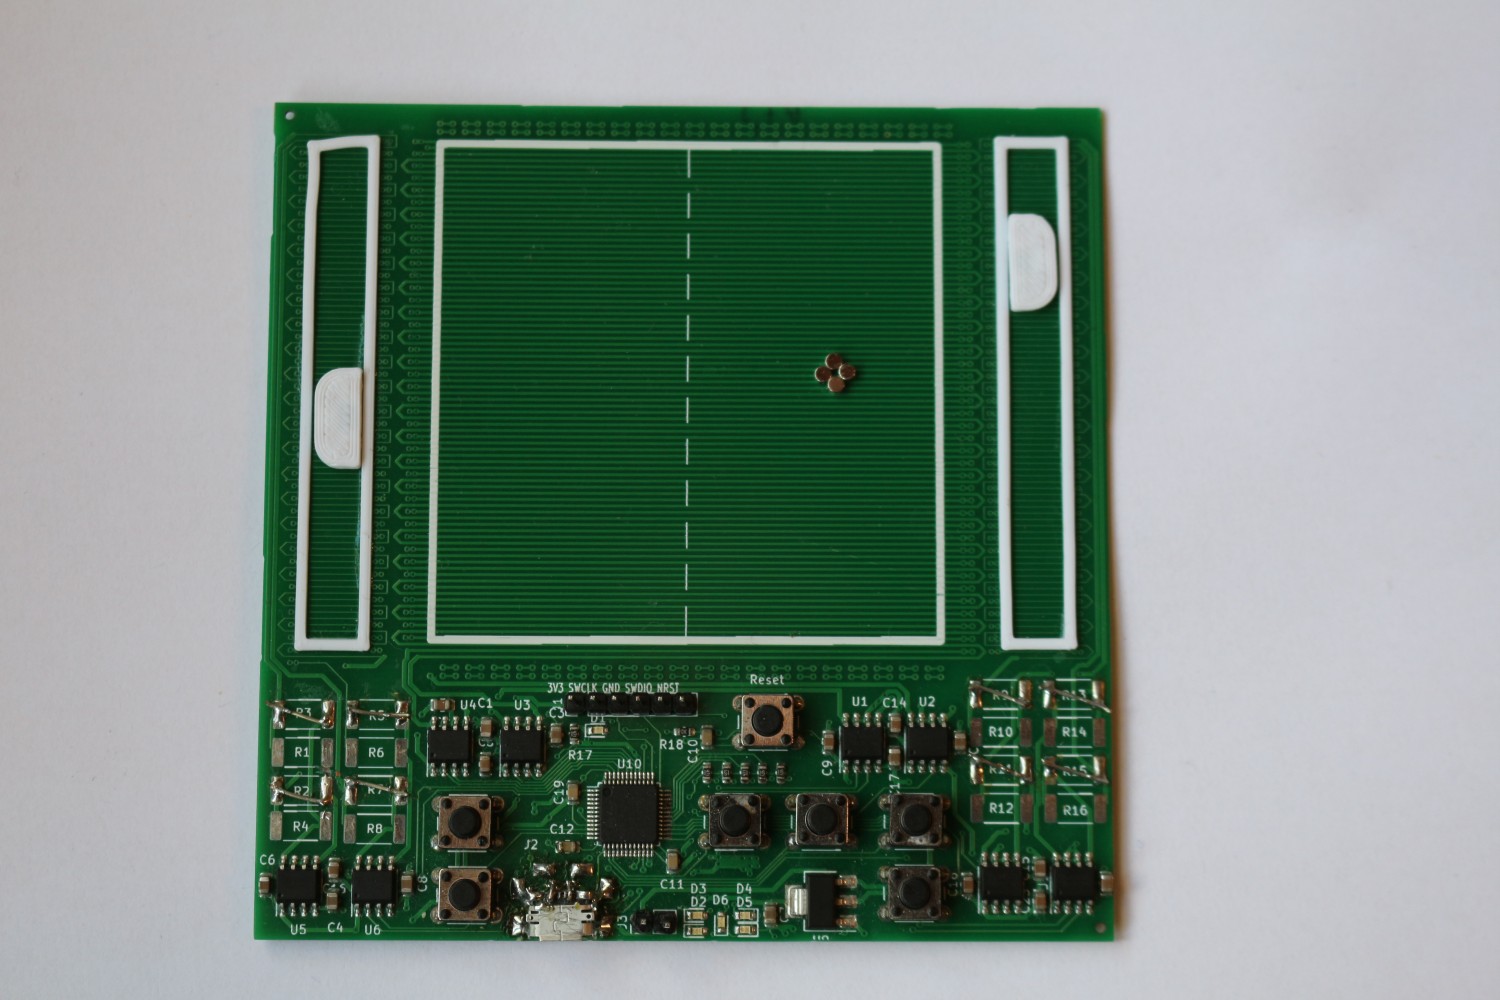 Reset
3V3 SWCLK GND SWDIO NRST
U4 C1 U3 U1 C14 U2
R3 R5
R17 R18 C10
R1 R6 R10 R14
U10 C9
R2 R7 C19 C17
R4 R8 R12 R16
C12
J2
C6 C8
C11
D3 D4
D2 D6 D5
J3
U5 C4 U6